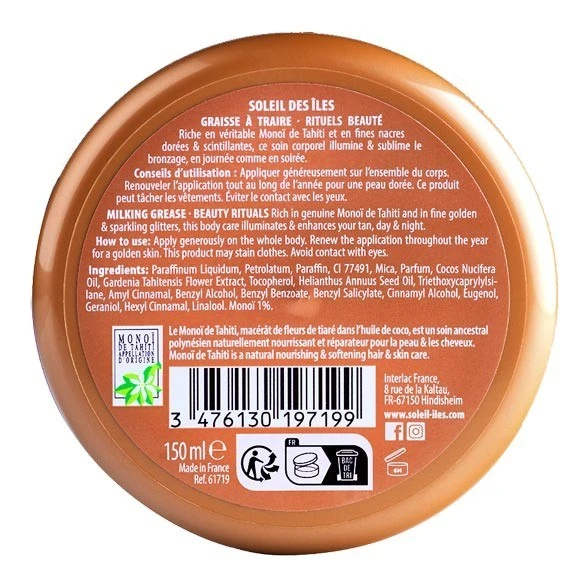 SOLEIL DES ÎLES
GRAISSE À TRAIRE • RITUELS BEAUTÉ
Riche en véritable Monoï de Tahiti et en fines nacres
dorées & scintillantes, ce soin corporel illumine & sublime le
bronzage, en journée comme en soirée.
Conseils d'utilisation : Appliquer généreusement sur l'ensemble du corps.
Renouveler l'application tout au long de l'année pour une peau dorée. Ce produit
peut tâcher les vêtements. Éviter le contact avec les yeux.
MILKING GREASE • BEAUTY RITUALS Rich in genuine Monoï de Tahiti and in fine golden
& sparkling glitters, this body care illuminates & enhances your tan, day & night.
How to use: Apply generously on the whole body. Renew the application throughout the year
for a golden skin. This product may stain clothes. Avoid contact with eyes.
Ingredients: Paraffinum Liquidum, Petrolatum, Paraffin, CI 77491, Mica, Parfum, Cocos Nucifera
Oil, Gardenia Tahitensis Flower Extract, Tocopherol, Helianthus Annuus Seed Oil, Triethoxycaprylylsi-
lane, Amyl Cinnamal, Benzyl Alcohol, Benzyl Benzoate, Benzyl Salicylate, Cinnamyl Alcohol, Eugenol,
Geraniol, Hexyl Cinnamal, Linalool. Monoï 1%.
MONOÏ
DE TAHITI
APPELLATION
D'ORIGINE
Le Monoï de Tahiti, macérât de fleurs de tiaré dans l'huile de coco, est un soin ancestral
polynésien naturellement nourrissant et réparateur pour la peau & les cheveux.
Monoï de Tahiti is a natural nourishing & softening hair & skin care.
3 476130 197199
Interlac France,
8 rue de la Kaltau,
FR-67150 Hindisheim
www.soleil-iles.com
150 ml e
Made in France
Ref. 61719
FR
BAC
DE
TRI
6M